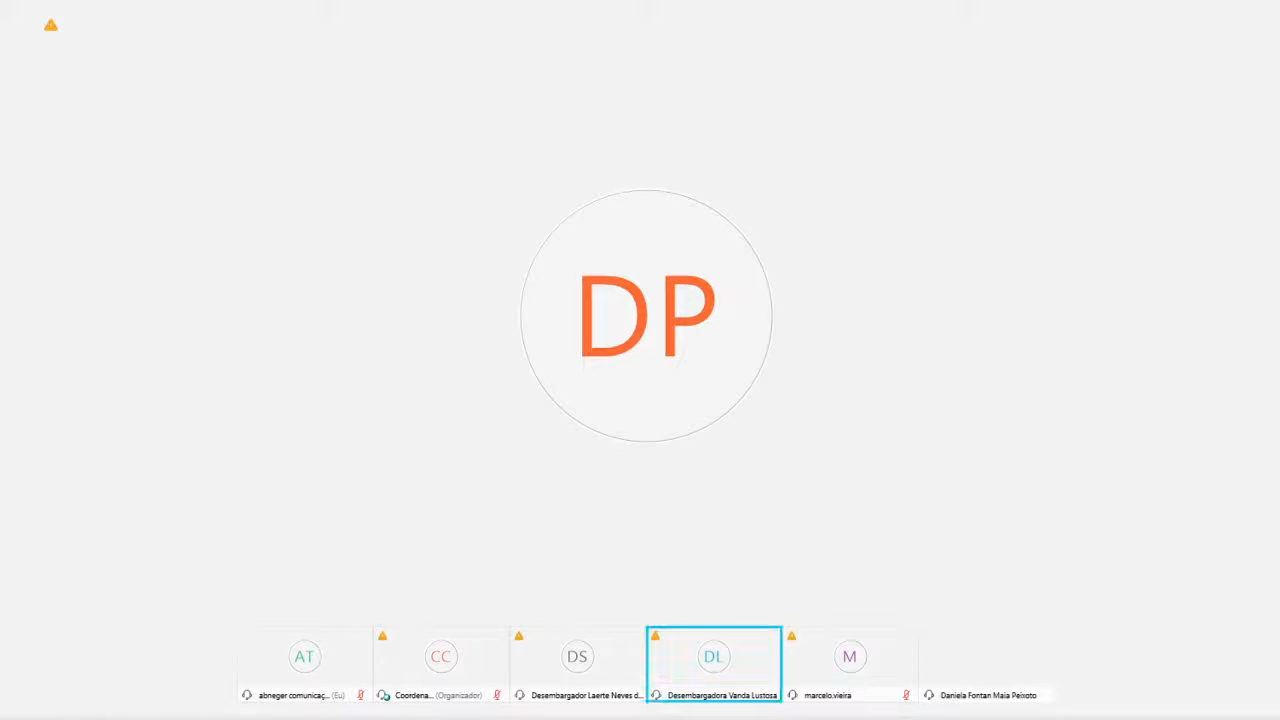 DP
AT
CC
DS
DL
M
abneger comunicaç... (Eu)
Coordena... (Organizador)
Desembargador Laerte Neves d...
Desembargadora Vanda Lustosa
marcelo.vieira
Daniela Fontan Maia Peixoto